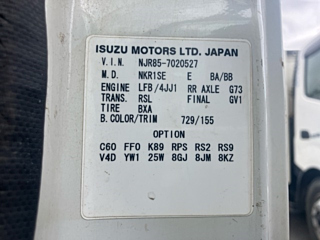 ISUZU MOTORS LTD. JAPAN
V.I.N. NJR85-7020527
M.D. NKR1SE E BA/BB
ENGINE LFB/4JJ1 RR AXLE G73
TRANS. RSL FINAL GV1
TIRE BXA
B.COLOR/TRIM 729/155
OPTION
C60 FF0 K89 RPS RS2 RS9
V4D YW1 25W 8GJ 8JM 8KZ